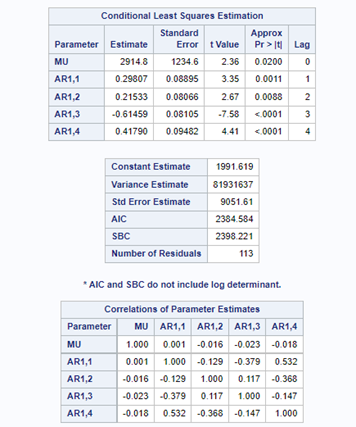 Conditional Least Squares Estimation
Parameter Estimate Standard Error t Value Approx Pr > |t| Lag
MU 2914.8 1234.6 2.36 0.0200 0
AR1,1 0.29807 0.08895 3.35 0.0011 1
AR1,2 0.21533 0.08066 2.67 0.0088 2
AR1,3 -0.61459 0.08105 -7.58 <.0001 3
AR1,4 0.41790 0.09482 4.41 <.0001 4
Constant Estimate 1991.619
Variance Estimate 81931637
Std Error Estimate 9051.61
AIC 2384.584
SBC 2398.221
Number of Residuals 113
* AIC and SBC do not include log determinant.
Correlations of Parameter Estimates
Parameter MU AR1,1 AR1,2 AR1,3 AR1,4
MU 1.000 0.001 -0.016 -0.023 -0.018
AR1,1 0.001 1.000 -0.129 -0.379 0.532
AR1,2 -0.016 -0.129 1.000 0.117 -0.368
AR1,3 -0.023 -0.379 0.117 1.000 -0.147
AR1,4 -0.018 0.532 -0.368 -0.147 1.000